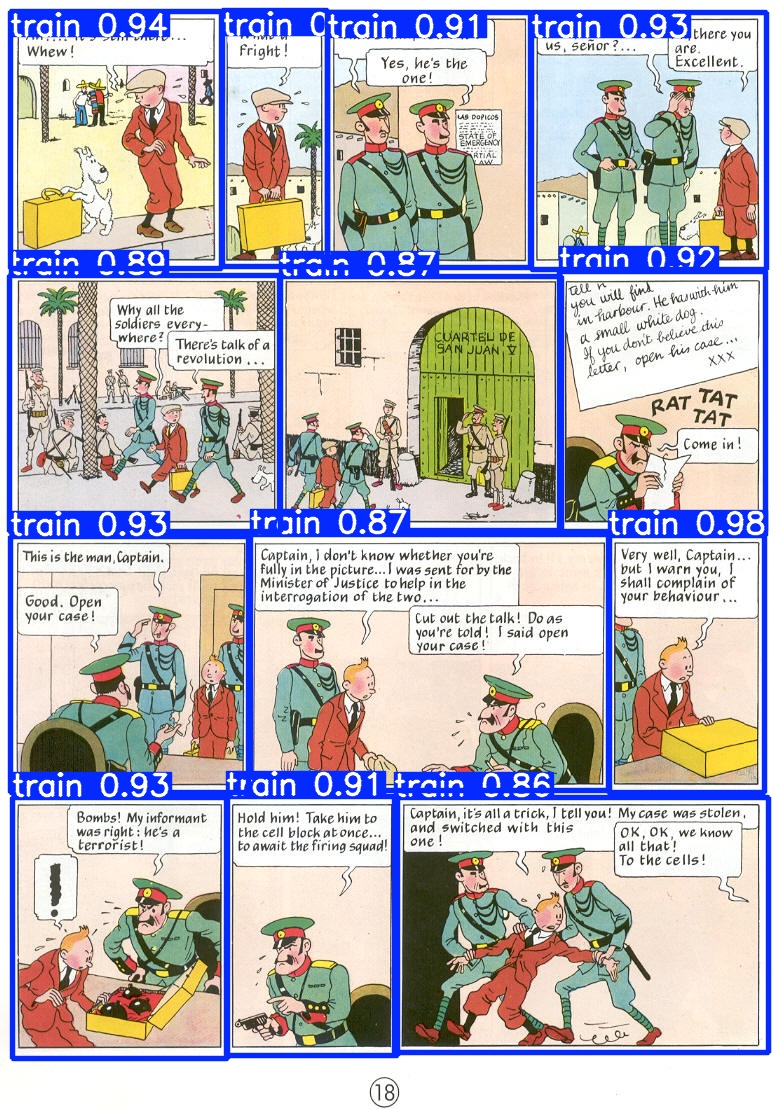 train 0.94
Whew!
train 0
fright!
train 0.91
Yes, he's the
one!
LAS DOPICOS
STATE OF
EMERGENCY
RTIAL
LAW
train 0.93
us, señor?...
there you
are.
Excellent.
train 0.89
Why all the
soldiers every-
where?
There's talk of a
revolution...
train 0.87
CUARTEL DE
SAN JUAN V
train 0.92
you will find
in harbour. He has with him
a small white dog.
If you don't believe this
letter, open his case...
xxx
RAT TAT
TAT
Come in!
train 0.93
This is the man, Captain.
Good. Open
your case!
train 0.87
Captain, I don't know whether you're
fully in the picture...I was sent for by the
Minister of Justice to help in the
interrogation of the two...
Cut out the talk! Do as
you're told! I said open
your case!
train 0.98
Very well, Captain...
but I warn you, I
shall complain of
your behaviour...
train 0.93
Bombs! My informant
was right: he's a
terrorist!
!
train 0.91
Hold him! Take him to
the cell block at once...
to await the firing squad!
train 0.86
Captain, it's all a trick, I tell you! My case was stolen,
and switched with this
one!
OK, OK, we know
all that!
To the cells!
18